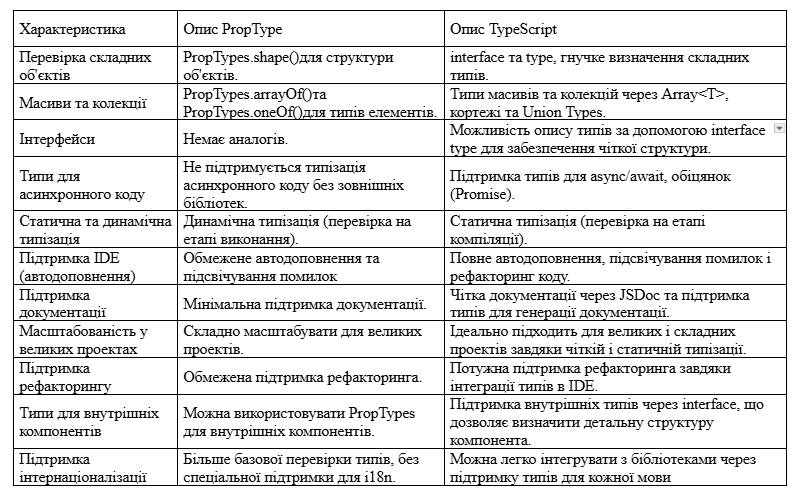 Характеристика
Опис PropType
Опис TypeScript
Перевірка складних
об'єктів
PropTypes.shape()для структури
об'єктів.
interface та type, гнучке визначення складних
типів.
Масиви та колекції
PropTypes.arrayOf()та
PropTypes.oneOf()для типів елементів.
Типи масивів та колекцій через Array<T>,
кортежі та Union Types.
Інтерфейси
Немає аналогів.
Можливість опису типів за допомогою interface
type для забезпечення чіткої структури.
Типи для
асинхронного коду
Не підтримується типізація
асинхронного коду без зовнішніх
бібліотек.
Підтримка типів для async/await, обіцянок
(Promise).
Статична та динамічна
типізація
Динамічна типізація (перевірка на
етапі виконання).
Статична типізація (перевірка на етапі
компіляції).
Підтримка IDE
(автодоповнення)
Обмежене автодоповнення та
підсвічування помилок
Повне автодоповнення, підсвічування помилок і
рефакторинг коду.
Підтримка
документації
Мінімальна підтримка документації.
Чітка документації через JSDoc та підтримка
типів для генерації документації.
Масштабованість у
великих проектах
Складно масштабувати для великих
проектів.
Ідеально підходить для великих і складних
проектів завдяки чіткій і статичній типізації.
Підтримка
рефакторингу
Обмежена підтримка рефакторинга.
Потужна підтримка рефакторинга завдяки
інтеграції типів в IDE.
Типи для внутрішніх
компонентів
Можна використовувати PropTypes
для внутрішніх компонентів.
Підтримка внутрішніх типів через interface, що
дозволяє визначити детальну структуру
компонента.
Підтримка
інтернаціоналізації
Більше базової перевірки типів, без
спеціальної підтримки для i18n.
Можна легко інтегрувати з бібліотеками через
підтримку типів для кожної мови